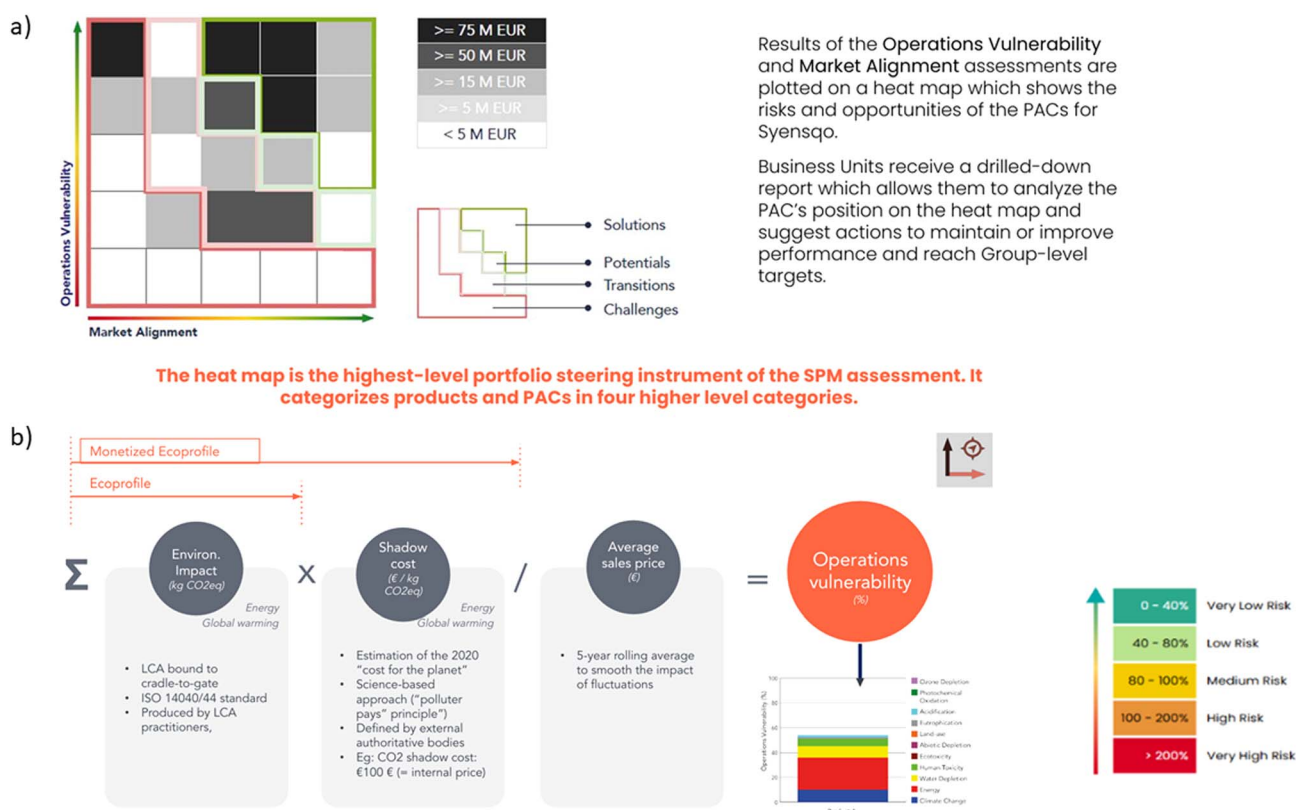 a)
>= 75 M EUR
>= 50 M EUR
>= 15 M EUR
>= 5 M EUR
< 5 M EUR
Operations Vulnerability
Market Alignment
Solutions
Potentials
Transitions
Challenges
Results of the Operations Vulnerability
and Market Alignment assessments are
plotted on a heat map which shows the
risks and opportunities of the PACs for
Syensqo.
Business Units receive a drilled-down
report which allows them to analyze the
PAC's position on the heat map and
suggest actions to maintain or improve
performance and reach Group-level
targets.
The heat map is the highest-level portfolio steering instrument of the SPM assessment. It
categorizes products and PACs in four higher level categories.
b)
Monetized Ecoprofile
Ecoprofile
Σ
Environ.
Impact
(kg CO2eq)
Energy
Global warming
• LCA bound to
cradle-to-gate
• ISO 14040/44 standard
• Produced by LCA
practitioners,
x
Shadow
cost
(€ / kg
CO2eq)
Energy
Global warming
• Estimation of the 2020
"cost for the planet"
• Science-based
approach ("polluter
pays" principle")
• Defined by external
authoritative bodies
• Eg: CO2 shadow cost:
€100 € (= internal price)
/
Average
sales price
(€)
• 5-year rolling average
to smooth the impact
of fluctuations
=
Operations
vulnerability
(%)
Operations Vulnerability (%)
100
80
60
40
20
0
Ozone Depletion
Photochemical
Oxidation
Acidification
Eutrophication
Land use
Abiotic Depletion
Ecotoxicity
Human Toxicity
Water Depletion
Energy
Climate Change
0 – 40% Very Low Risk
40 – 80% Low Risk
80 – 100% Medium Risk
100 – 200% High Risk
> 200% Very High Risk